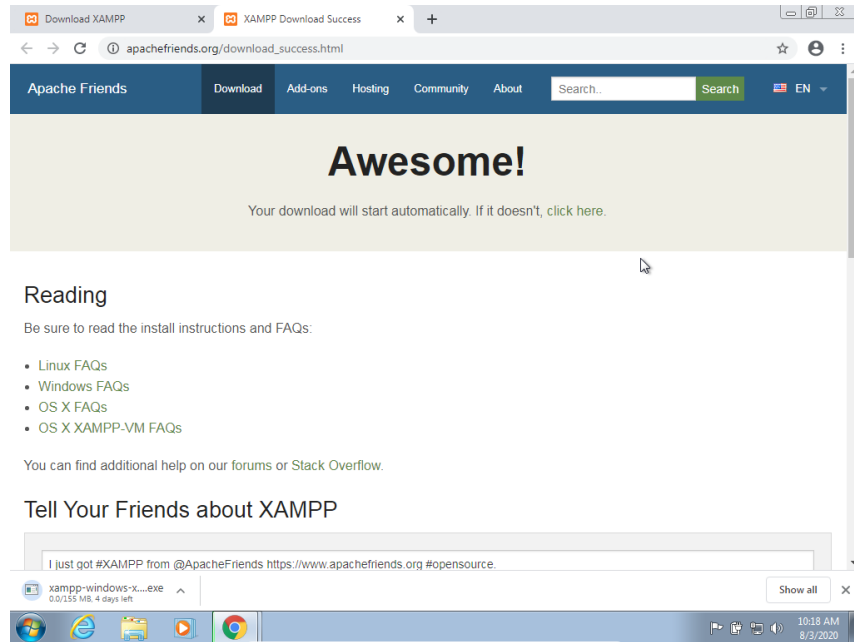 Download XAMPP
XAMPP Download Success
apachefriends.org/download_success.html
Apache Friends
Download
Add-ons
Hosting
Community
About
Search..
Search
EN
Awesome!
Your download will start automatically. If it doesn't, click here.
Reading
Be sure to read the install instructions and FAQs:
Linux FAQs
Windows FAQs
OS X FAQs
OS X XAMPP-VM FAQs
You can find additional help on our forums or Stack Overflow.
Tell Your Friends about XAMPP
I just got #XAMPP from @ApacheFriends https://www.apachefriends.org #opensource.
xampp-windows-x....exe
0.0/155 MB, 4 days left
Show all
10:18 AM
8/3/2020